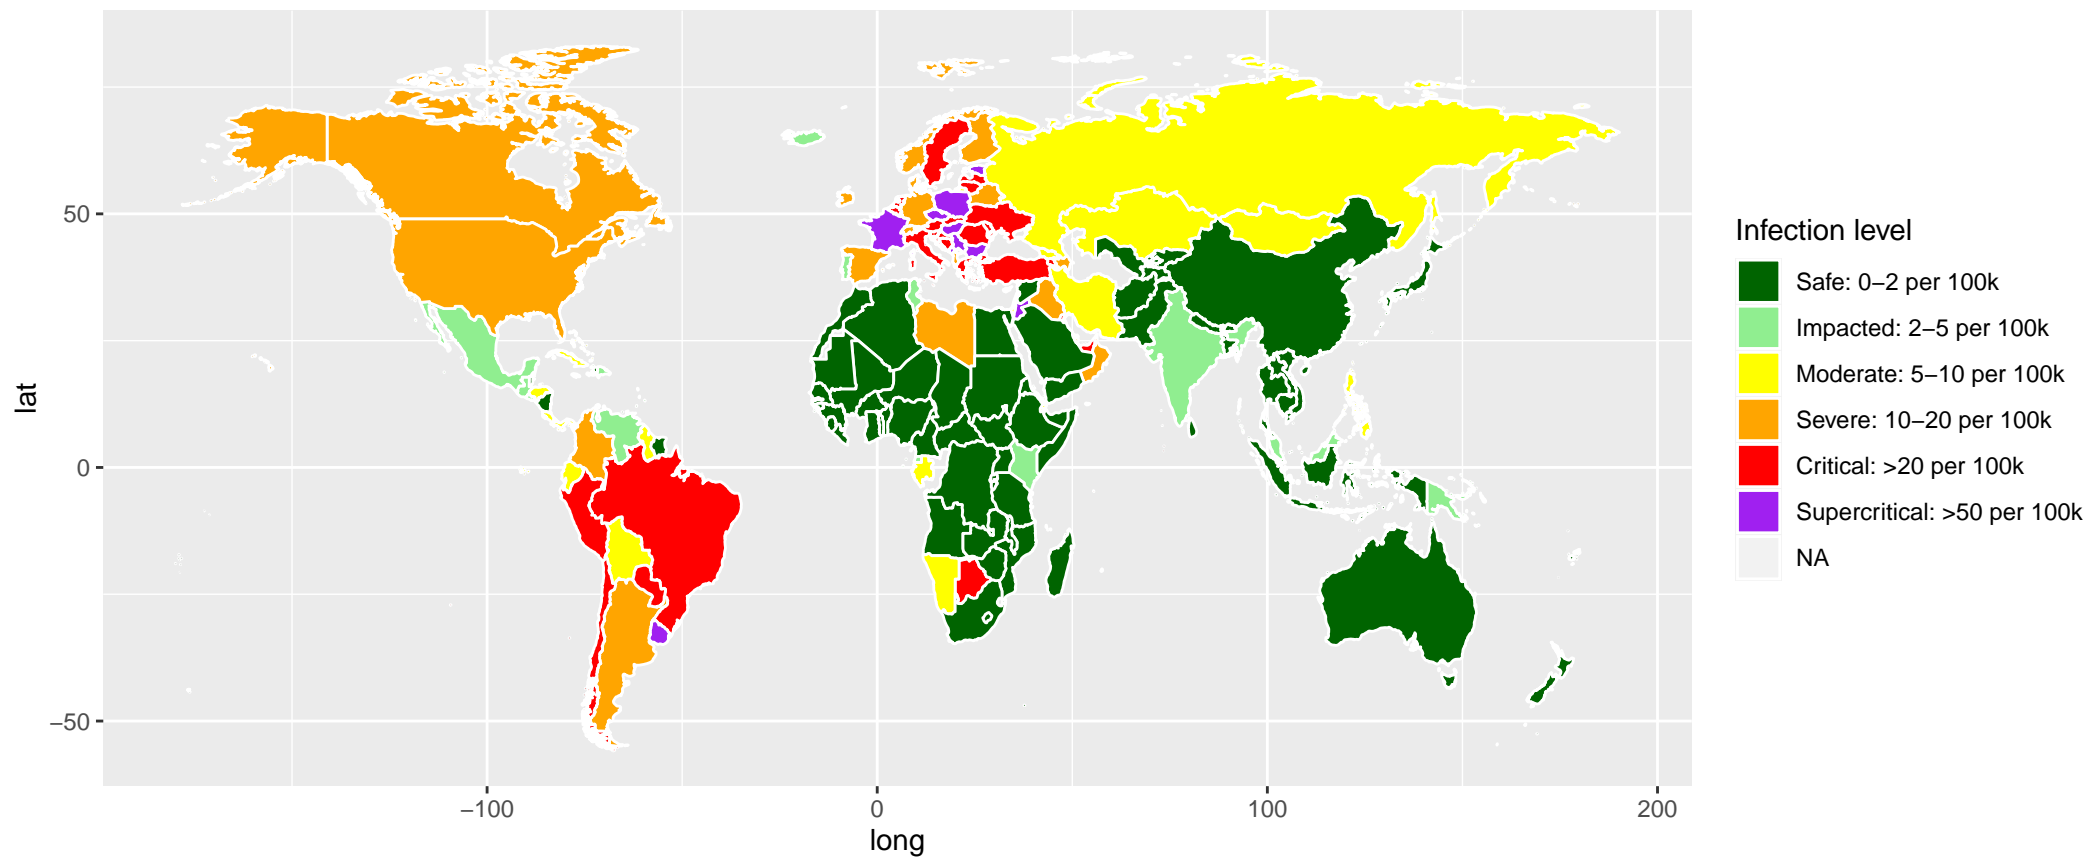 Infection level
Safe: 0–2 per 100k
Impacted: 2–5 per 100k
Moderate: 5–10 per 100k
Severe: 10–20 per 100k
Critical: >20 per 100k
Supercritical: >50 per 100k
NA
lat
50
0
−50
−100
0
100
200
long